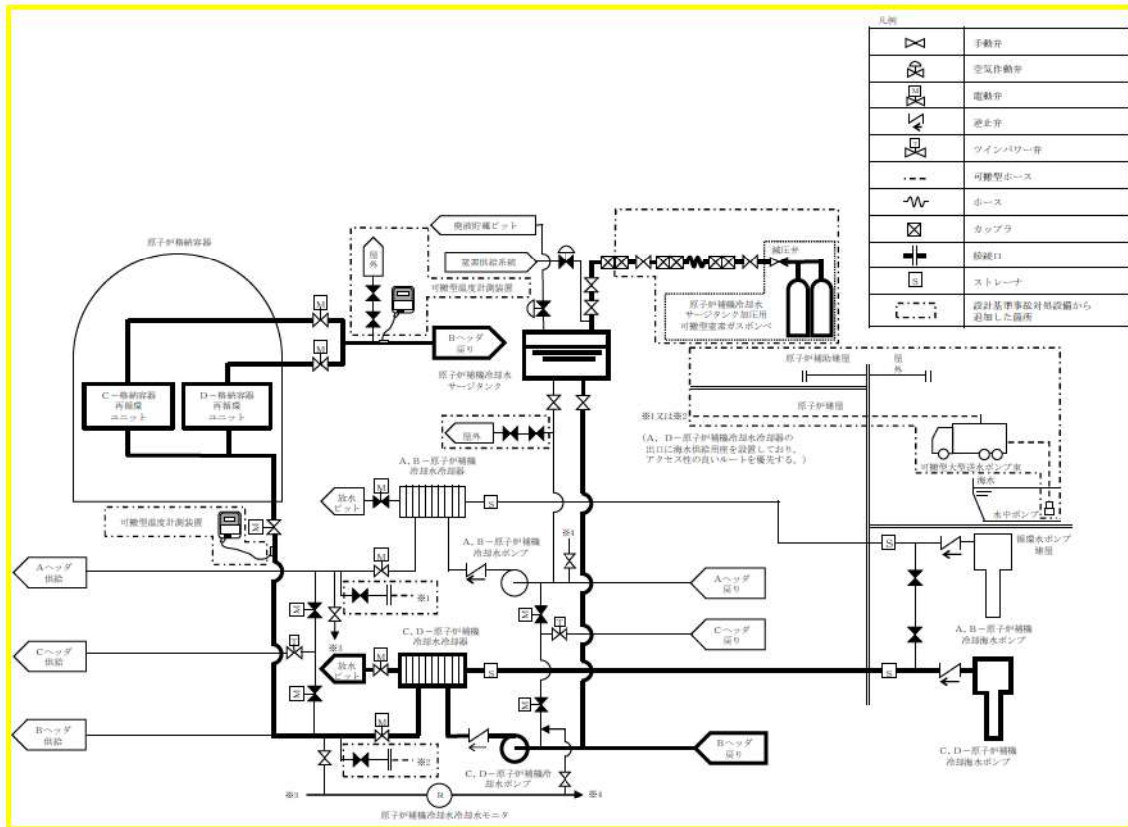 凡例
手動弁
空気作動弁
M
電動弁
逆止弁
T
ツインパワー弁
可搬型ホース
ホース
カップラ
接続口
S
ストレーナ
設計基準事故対処設備から
追加した箇所
原子炉格納容器
M
M
C－格納容器
再循環
ユニット
D－格納容器
再循環
ユニット
屋外
可搬型温度計測装置
Bヘッダ
戻り
廃液貯蔵ピット
窒素供給系統
減圧弁
原子炉補機冷却水
サージタンク加圧用
可搬型窒素ガスボンベ
原子炉補機冷却水
サージタンク
屋外
原子炉補助建屋
屋
外
原子炉建屋
※1又は※2
（A，D－原子炉補機冷却水冷却器の
出口に海水供給用座を設置しており、
アクセス性の良いルートを優先する。）
可搬型大型送水ポンプ車
海水
水中ポンプ
循環水ポンプ
建屋
A，B－原子炉補機
冷却水冷却器
放水
ピット
M
S
可搬型温度計測装置
M
A，B－原子炉補機
冷却水ポンプ
※4
S
Aヘッダ
供給
M
※1
Aヘッダ
戻り
M
M
Cヘッダ
供給
T
※3
C，D－原子炉補機
冷却水冷却器
T
Cヘッダ
戻り
A，B－原子炉補機
冷却海水ポンプ
放水
ピット
M
S
S
M
M
Bヘッダ
供給
M
※2
C，D－原子炉補機冷
却水ポンプ
Bヘッダ
戻り
C，D－原子炉補機
冷却海水ポンプ
※3
R
※4
原子炉補機冷却水冷却水モニタ